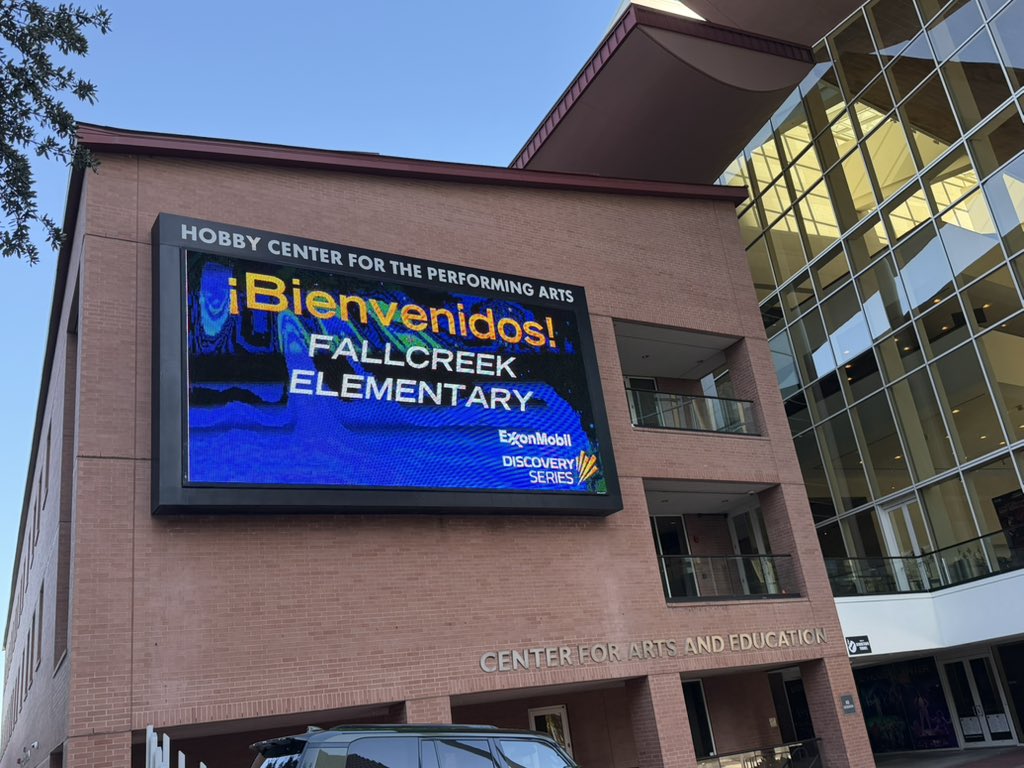 HOBBY CENTER FOR THE PERFORMING ARTS
¡Bienvenidos!
FALLCREEK
ELEMENTARY
ExxonMobil
DISCOVERY
SERIES
CENTER FOR ARTS AND EDUCATION